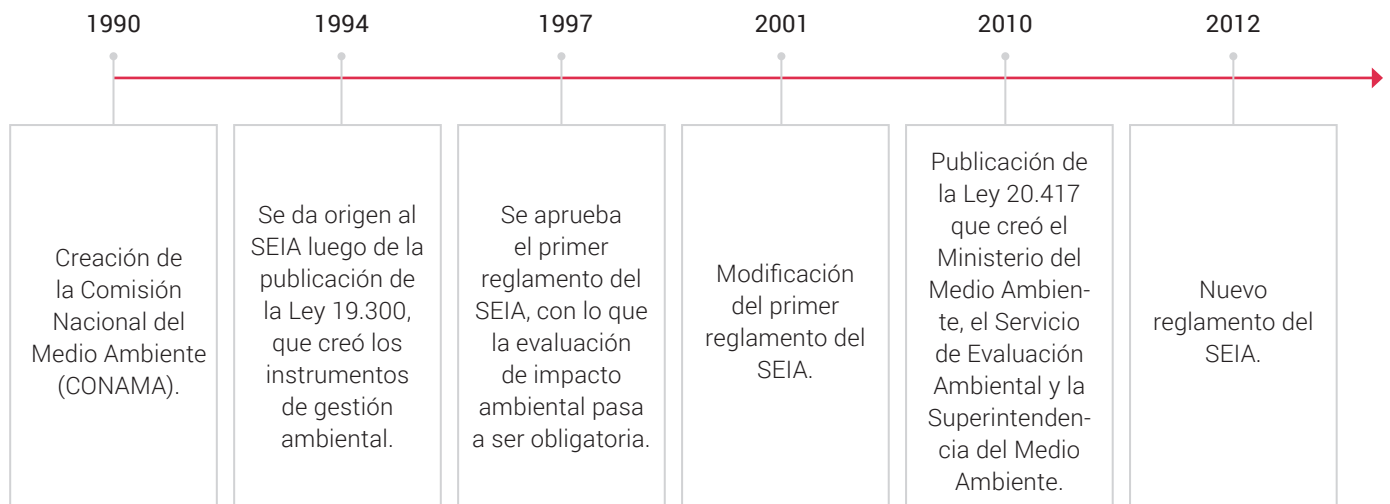 1990
Creación de
la Comisión
Nacional del
Medio Ambiente
(CONAMA).
1994
Se da origen al
SEIA luego de la
publicación de
la Ley 19.300,
que creó los
instrumentos
de gestión
ambiental.
1997
Se aprueba
el primer
reglamento del
SEIA, con lo que
la evaluación
de impacto
ambiental pasa
a ser obligatoria.
2001
Modificación
del primer
reglamento del
SEIA.
2010
Publicación de
la Ley 20.417
que creó el
Ministerio del
Medio Ambien-
te, el Servicio
de Evaluación
Ambiental y la
Superintenden-
cia del Medio
Ambiente.
2012
Nuevo
reglamento del
SEIA.